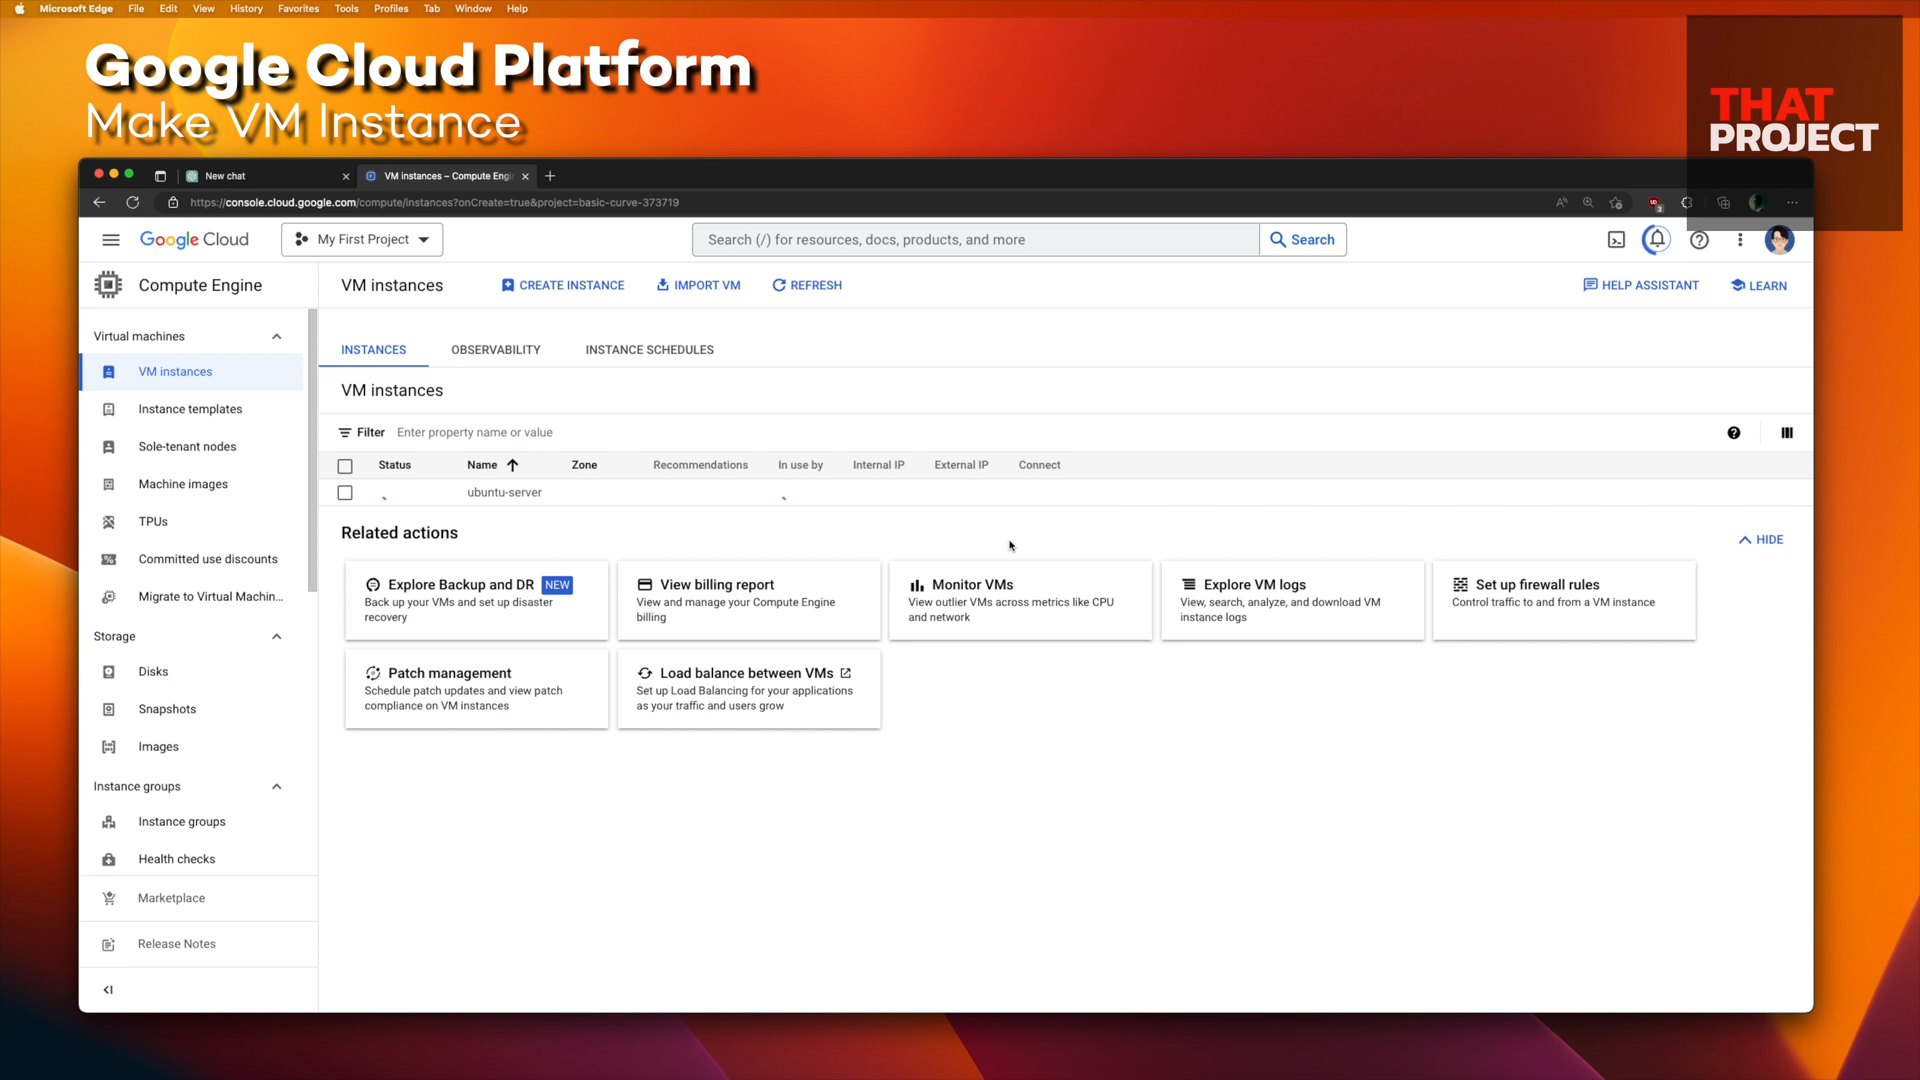 Microsoft Edge File Edit View History Favorites Tools Profiles Tab Window Help
Google Cloud Platform
Make VM Instance
THAT
PROJECT
New chat
VM instances – Compute Engi
https://console.cloud.google.com/compute/instances?onCreate=true&project=basic-curve-373719
Google Cloud
My First Project
Search (/) for resources, docs, products, and more
Search
Compute Engine
VM instances
CREATE INSTANCE
IMPORT VM
REFRESH
HELP ASSISTANT
LEARN
Virtual machines
VM instances
Instance templates
Sole-tenant nodes
Machine images
TPUs
Committed use discounts
Migrate to Virtual Machin...
Storage
Disks
Snapshots
Images
Instance groups
Instance groups
Health checks
Marketplace
Release Notes
INSTANCES
OBSERVABILITY
INSTANCE SCHEDULES
VM instances
Filter Enter property name or value
Status Name Zone Recommendations In use by Internal IP External IP Connect
ubuntu-server
Related actions
HIDE
Explore Backup and DR NEW
Back up your VMs and set up disaster
recovery
View billing report
View and manage your Compute Engine
billing
Monitor VMs
View outlier VMs across metrics like CPU
and network
Explore VM logs
View, search, analyze, and download VM
instance logs
Set up firewall rules
Control traffic to and from a VM instance
Patch management
Schedule patch updates and view patch
compliance on VM instances
Load balance between VMs
Set up Load Balancing for your applications
as your traffic and users grow